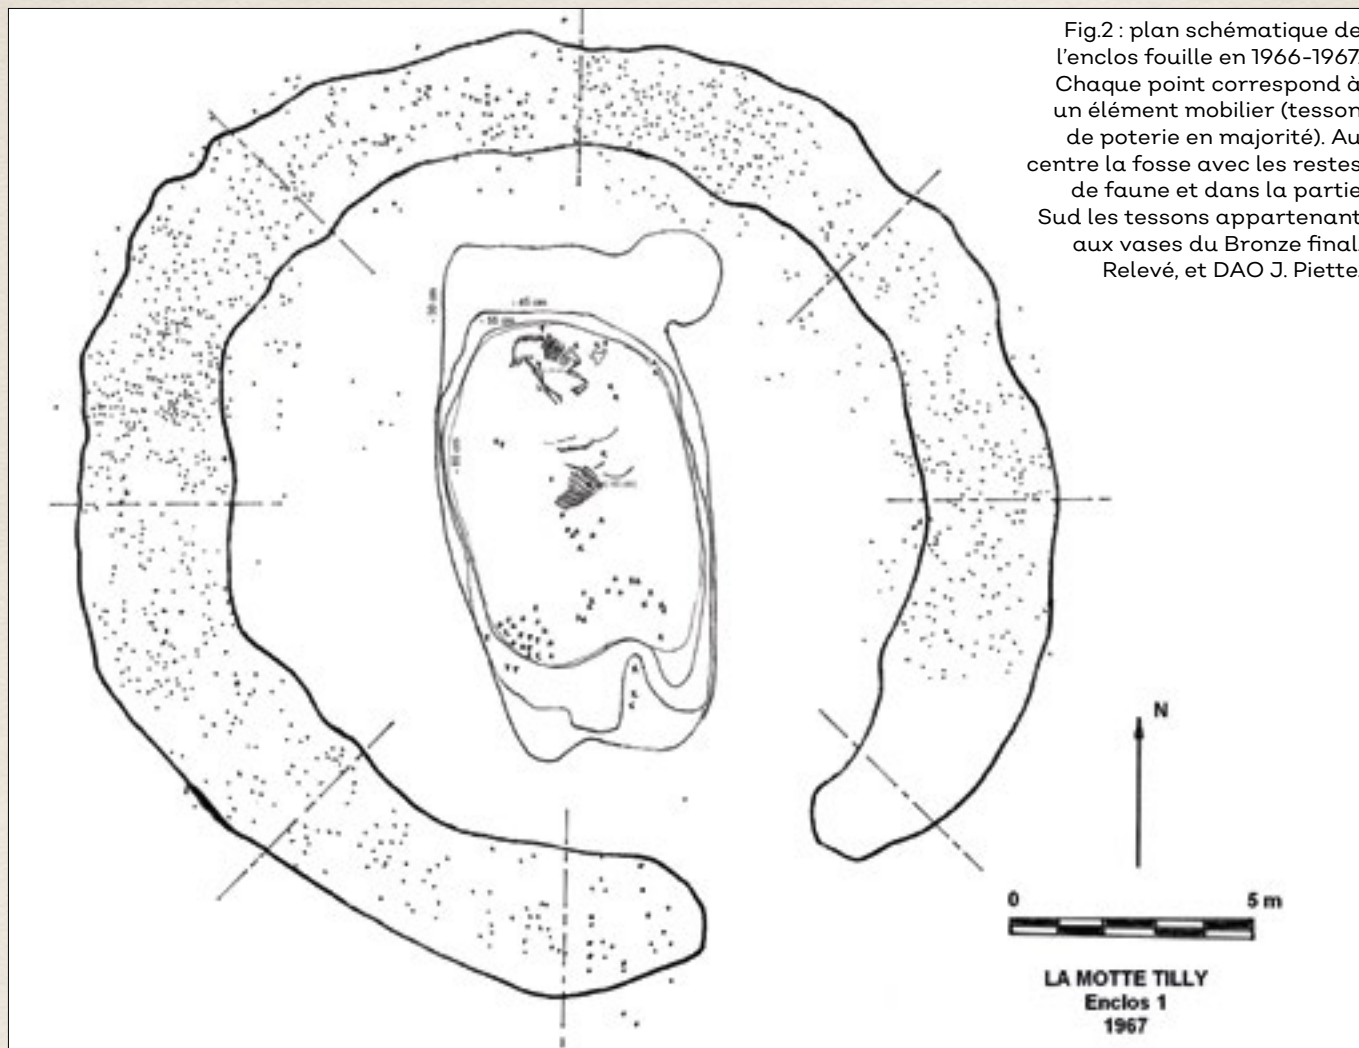 Fig.2 : plan schématique de
l'enclos fouille en 1966-1967.
Chaque point correspond à
un élément mobilier (tesson
de poterie en majorité). Au
centre la fosse avec les restes
de faune et dans la partie
Sud les tessons appartenant
aux vases du Bronze final.
Relevé, et DAO J. Piette.
N
0 5 m
LA MOTTE TILLY
Enclos 1
1967